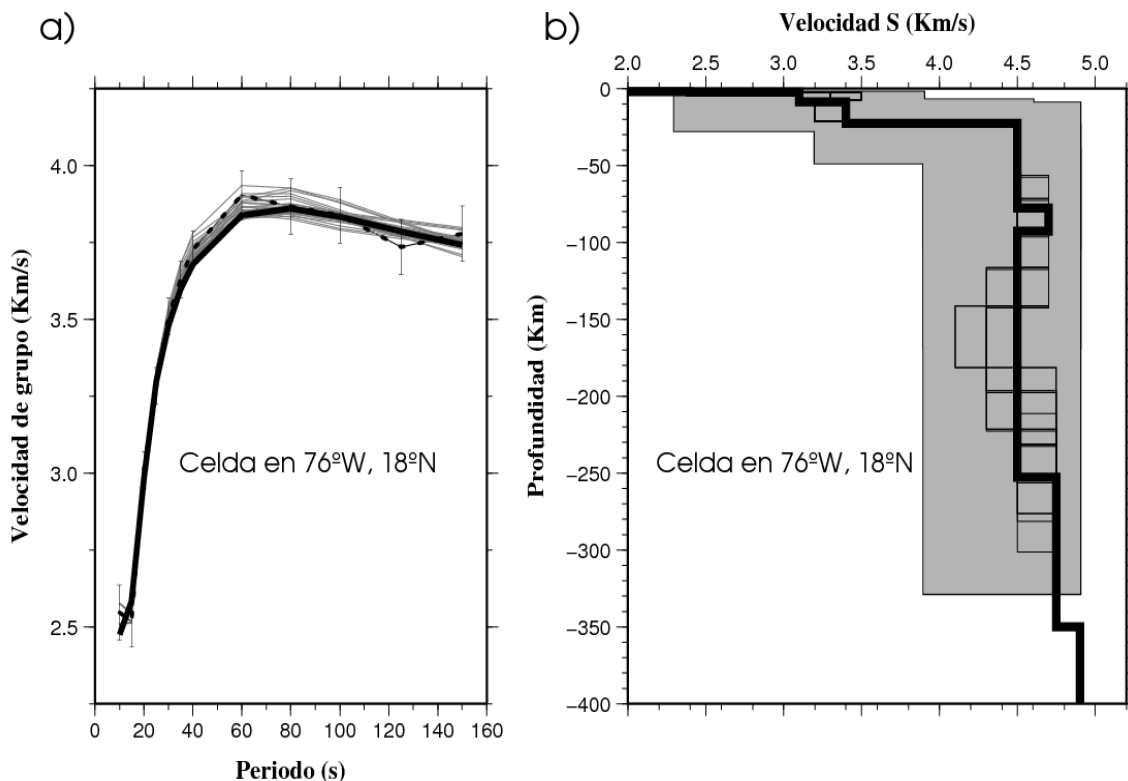 a)
Velocidad de grupo (Km/s)
4.0
3.5
3.0
2.5
Celda en 76ºW, 18ºN
0 20 40 60 80 100 120 140 160
Periodo (s)
b)
Velocidad S (Km/s)
2.0 2.5 3.0 3.5 4.0 4.5 5.0
Profundidad (Km)
0
-50
-100
-150
-200
-250
-300
-350
-400
Celda en 76ºW, 18ºN